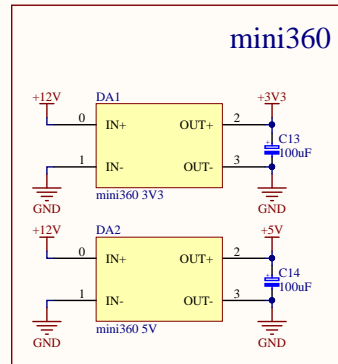 mini360
+12V DA1 +3V3
0 IN+ OUT+ 2
C13
100uF
1 IN- OUT- 3
mini360 3V3
GND GND
+12V DA2 +5V
0 IN+ OUT+ 2
C14
100uF
1 IN- OUT- 3
mini360 5V
GND GND